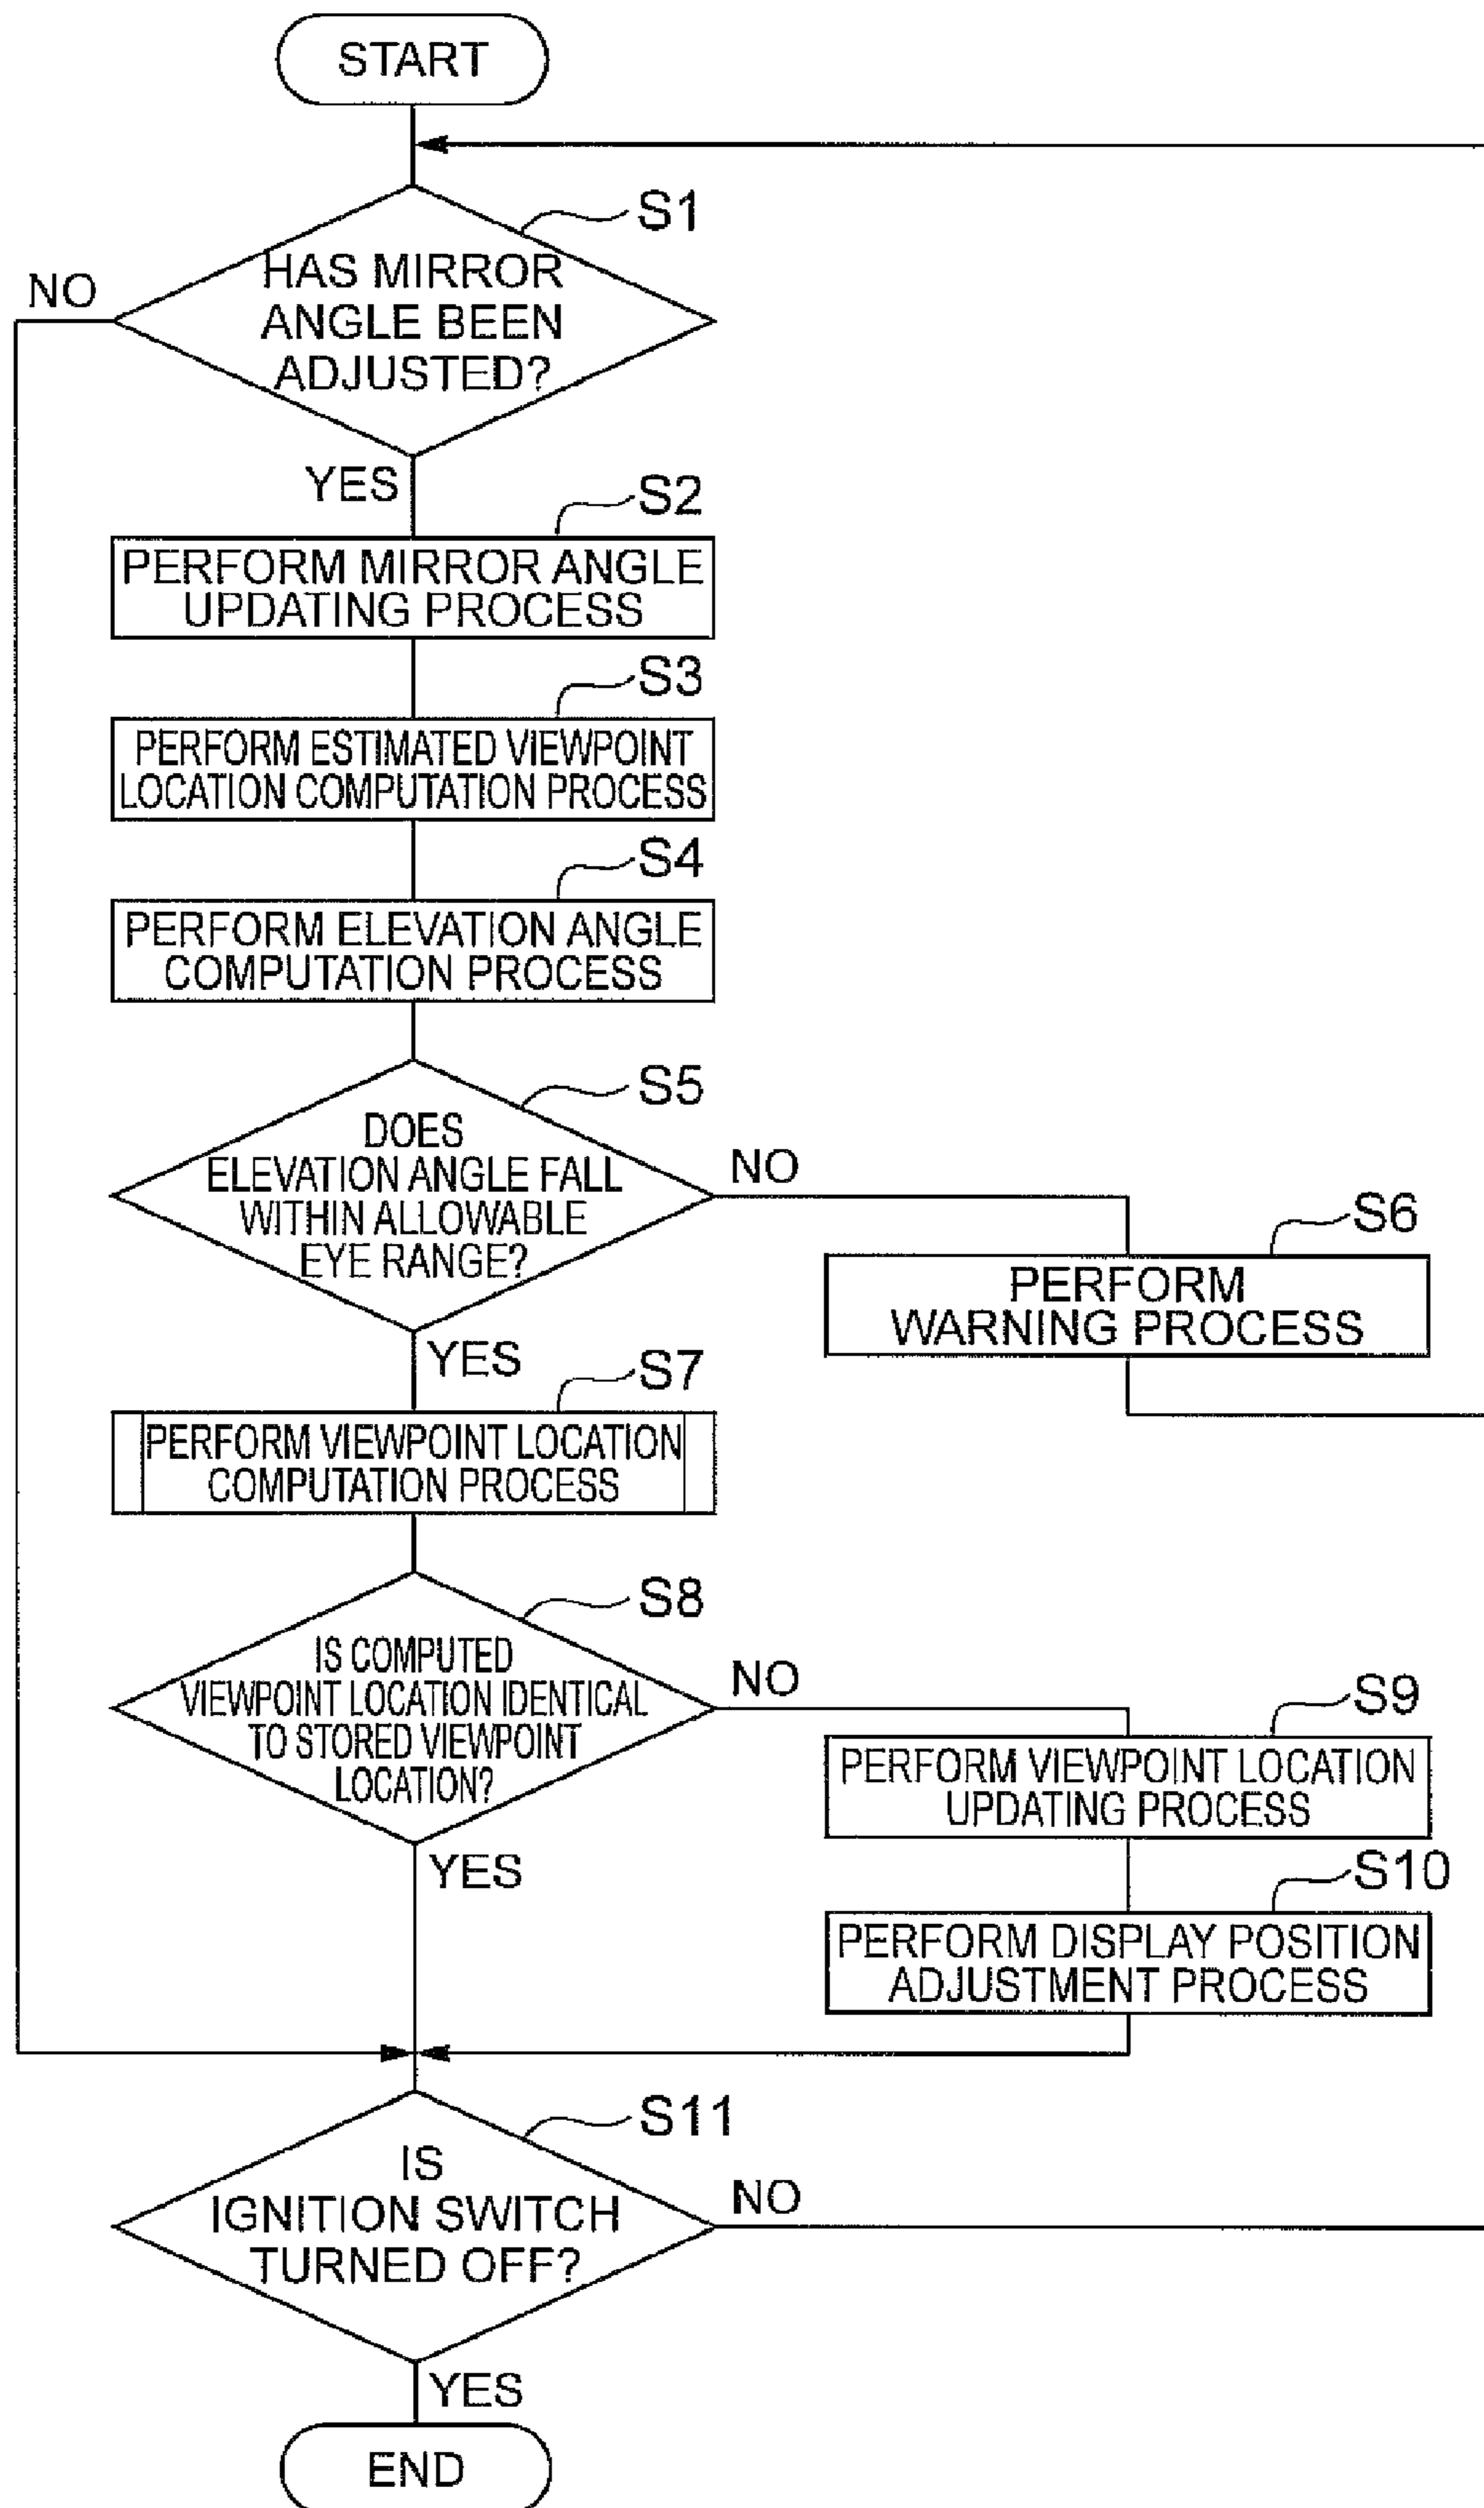 START
S1
HAS MIRROR
ANGLE BEEN
ADJUSTED?
NO
YES
S2
PERFORM MIRROR ANGLE
UPDATING PROCESS
S3
PERFORM ESTIMATED VIEWPOINT
LOCATION COMPUTATION PROCESS
S4
PERFORM ELEVATION ANGLE
COMPUTATION PROCESS
S5
DOES
ELEVATION ANGLE FALL
WITHIN ALLOWABLE
EYE RANGE?
NO
S6
PERFORM
WARNING PROCESS
YES
S7
PERFORM VIEWPOINT LOCATION
COMPUTATION PROCESS
S8
IS COMPUTED
VIEWPOINT LOCATION IDENTICAL
TO STORED VIEWPOINT
LOCATION?
NO
S9
PERFORM VIEWPOINT LOCATION
UPDATING PROCESS
YES
S10
PERFORM DISPLAY POSITION
ADJUSTMENT PROCESS
S11
IS
IGNITION SWITCH
TURNED OFF?
NO
YES
END